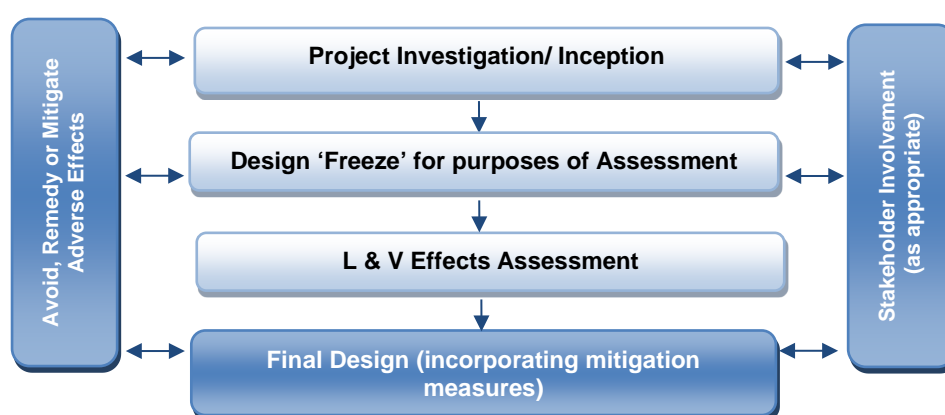 Avoid, Remedy or Mitigate
Adverse Effects
Project Investigation/ Inception
Design ‘Freeze’ for purposes of Assessment
L & V Effects Assessment
Final Design (incorporating mitigation
measures)
Stakeholder Involvement
(as appropriate)